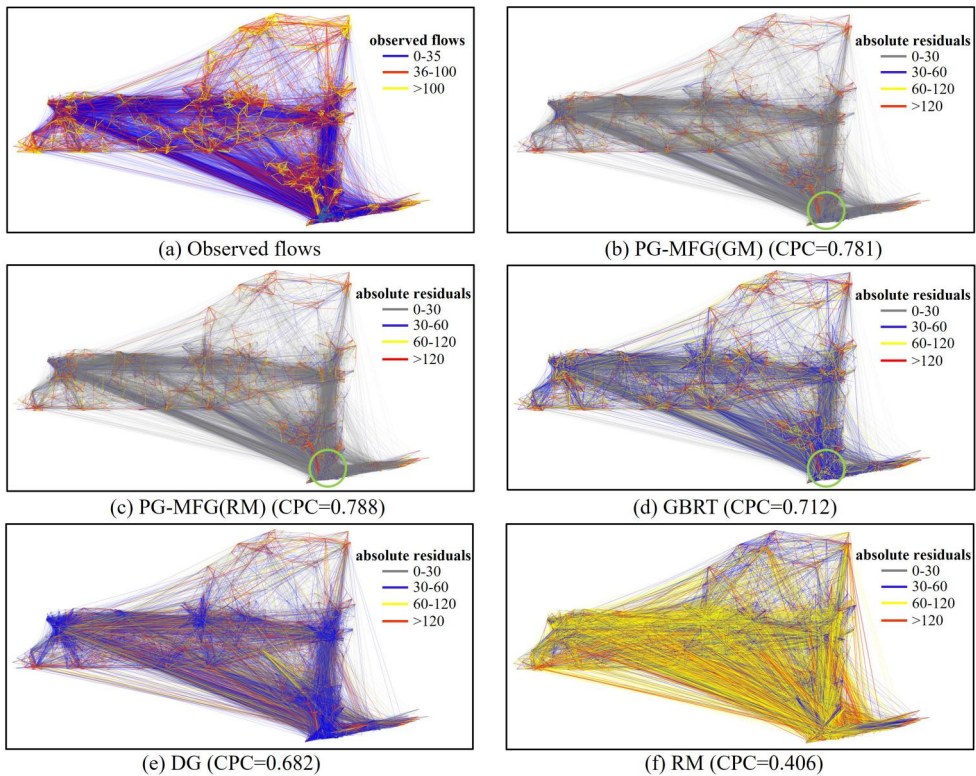 observed flows
0-35
36-100
>100
(a) Observed flows
absolute residuals
0-30
30-60
60-120
>120
(b) PG-MFG(GM) (CPC=0.781)
absolute residuals
0-30
30-60
60-120
>120
(c) PG-MFG(RM) (CPC=0.788)
absolute residuals
0-30
30-60
60-120
>120
(d) GBRT (CPC=0.712)
absolute residuals
0-30
30-60
60-120
>120
(e) DG (CPC=0.682)
absolute residuals
0-30
30-60
60-120
>120
(f) RM (CPC=0.406)